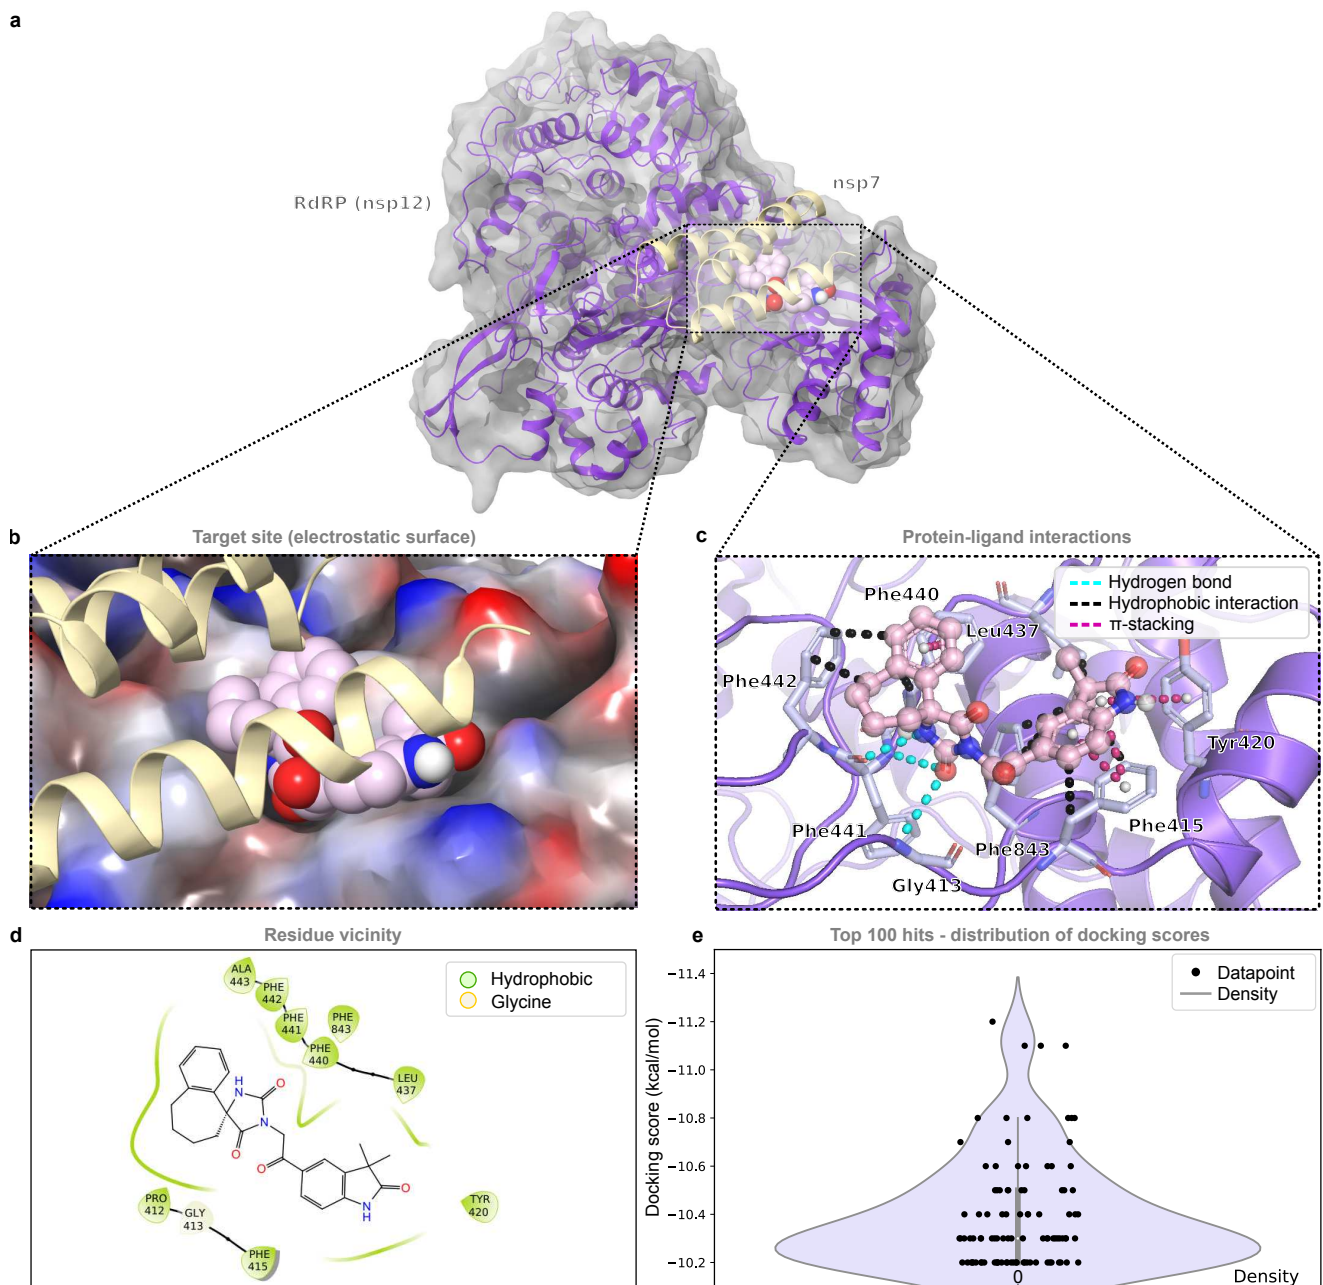 a
RdRP (nsp12)
nsp7
b
Target site (electrostatic surface)
c
Protein-ligand interactions
Hydrogen bond
Hydrophobic interaction
π-stacking
Phe440
Leu437
Phe442
Tyr420
Phe441
Phe415
Phe843
Gly413
d
Residue vicinity
Hydrophobic
Glycine
ALA
443
PHE
442
PHE
441
PHE
843
PHE
440
LEU
437
H
N
O
N
O
O
O
N
H
PRO
412
GLY
413
PHE
415
TYR
420
e
Top 100 hits - distribution of docking scores
Datapoint
Density
Docking score (kcal/mol)
−11.4
−11.2
−11.0
−10.8
−10.6
−10.4
−10.2
0
Density